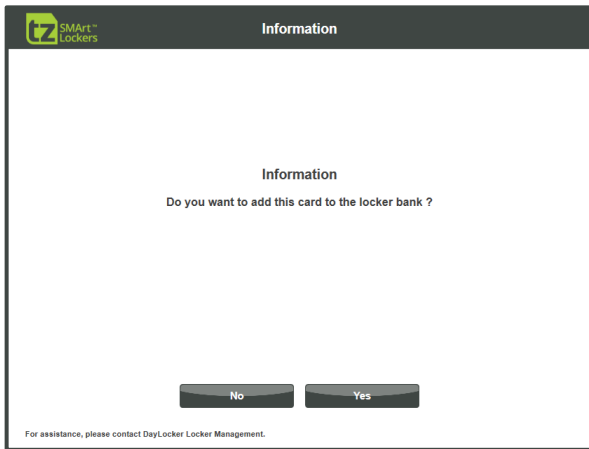 tz SMArt™
Lockers
Information
Information
Do you want to add this card to the locker bank ?
No
Yes
For assistance, please contact DayLocker Locker Management.